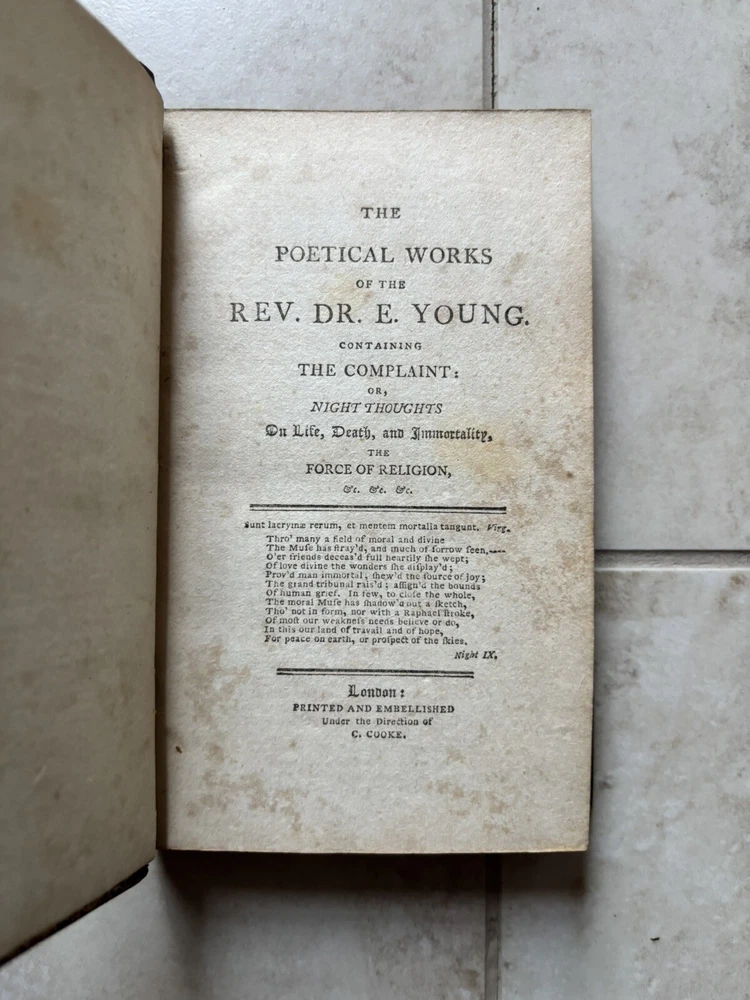 THE
POETICAL WORKS
OF THE
REV. DR. E. YOUNG.
CONTAINING
THE COMPLAINT:
OR,
NIGHT THOUGHTS
On Life, Death, and Immortality,
THE
FORCE OF RELIGION,
&c. &c. &c.
Sunt lacrymæ rerum, et mentem mortalia tangunt. Virg.
Thro' many a field of moral and divine
The Muſe has ſtray'd, and much of ſorrow ſeen,----
O'er friends deceas'd full heartily ſhe wept;
Of love divine the wonders ſhe diſplay'd;
Prov'd man immortal; ſhew'd the ſource of joy;
The grand tribunal rais'd; aſſign'd the bounds
Of human grief. In few, to cloſe the whole,
The moral Muſe has ſhadow'd out a ſketch,
Tho' not in form, nor with a Raphael ſtroke,
Of moſt our weakneſs needs believe or do,
In this our land of travail and of hope,
For peace on earth, or proſpect of the ſkies.
Night IX.
London:
PRINTED AND EMBELLISHED
Under the Direction of
C. COOKE.